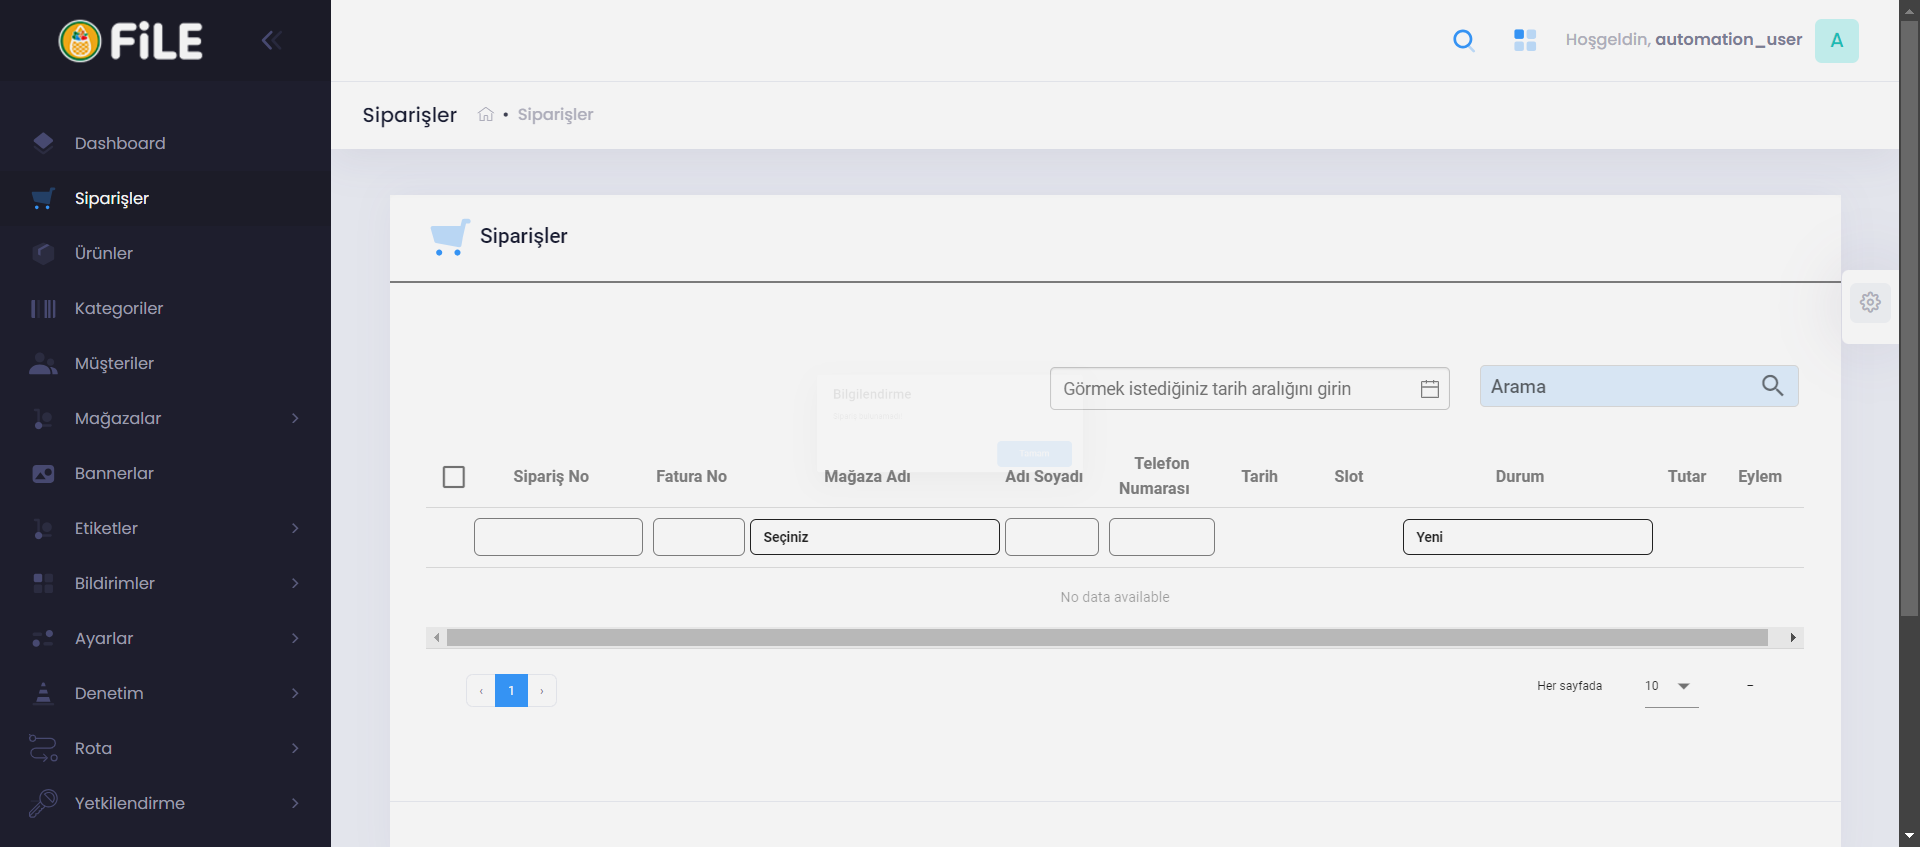 FiLE
Hoşgeldin, automation_user
A
Siparişler • Siparişler
Dashboard
Siparişler
Ürünler
Kategoriler
Müşteriler
Mağazalar
Bannerlar
Etiketler
Bildirimler
Ayarlar
Denetim
Rota
Yetkilendirme
Siparişler
Bilgilendirme
Görmek istediğiniz tarih aralığını girin
Arama
Sipariş No
Fatura No
Mağaza Adı
Adı Soyadı
Telefon
Numarası
Tarih
Slot
Durum
Tutar
Eylem
Seçiniz
Yeni
No data available
‹ 1 ›
Her sayfada 10 –